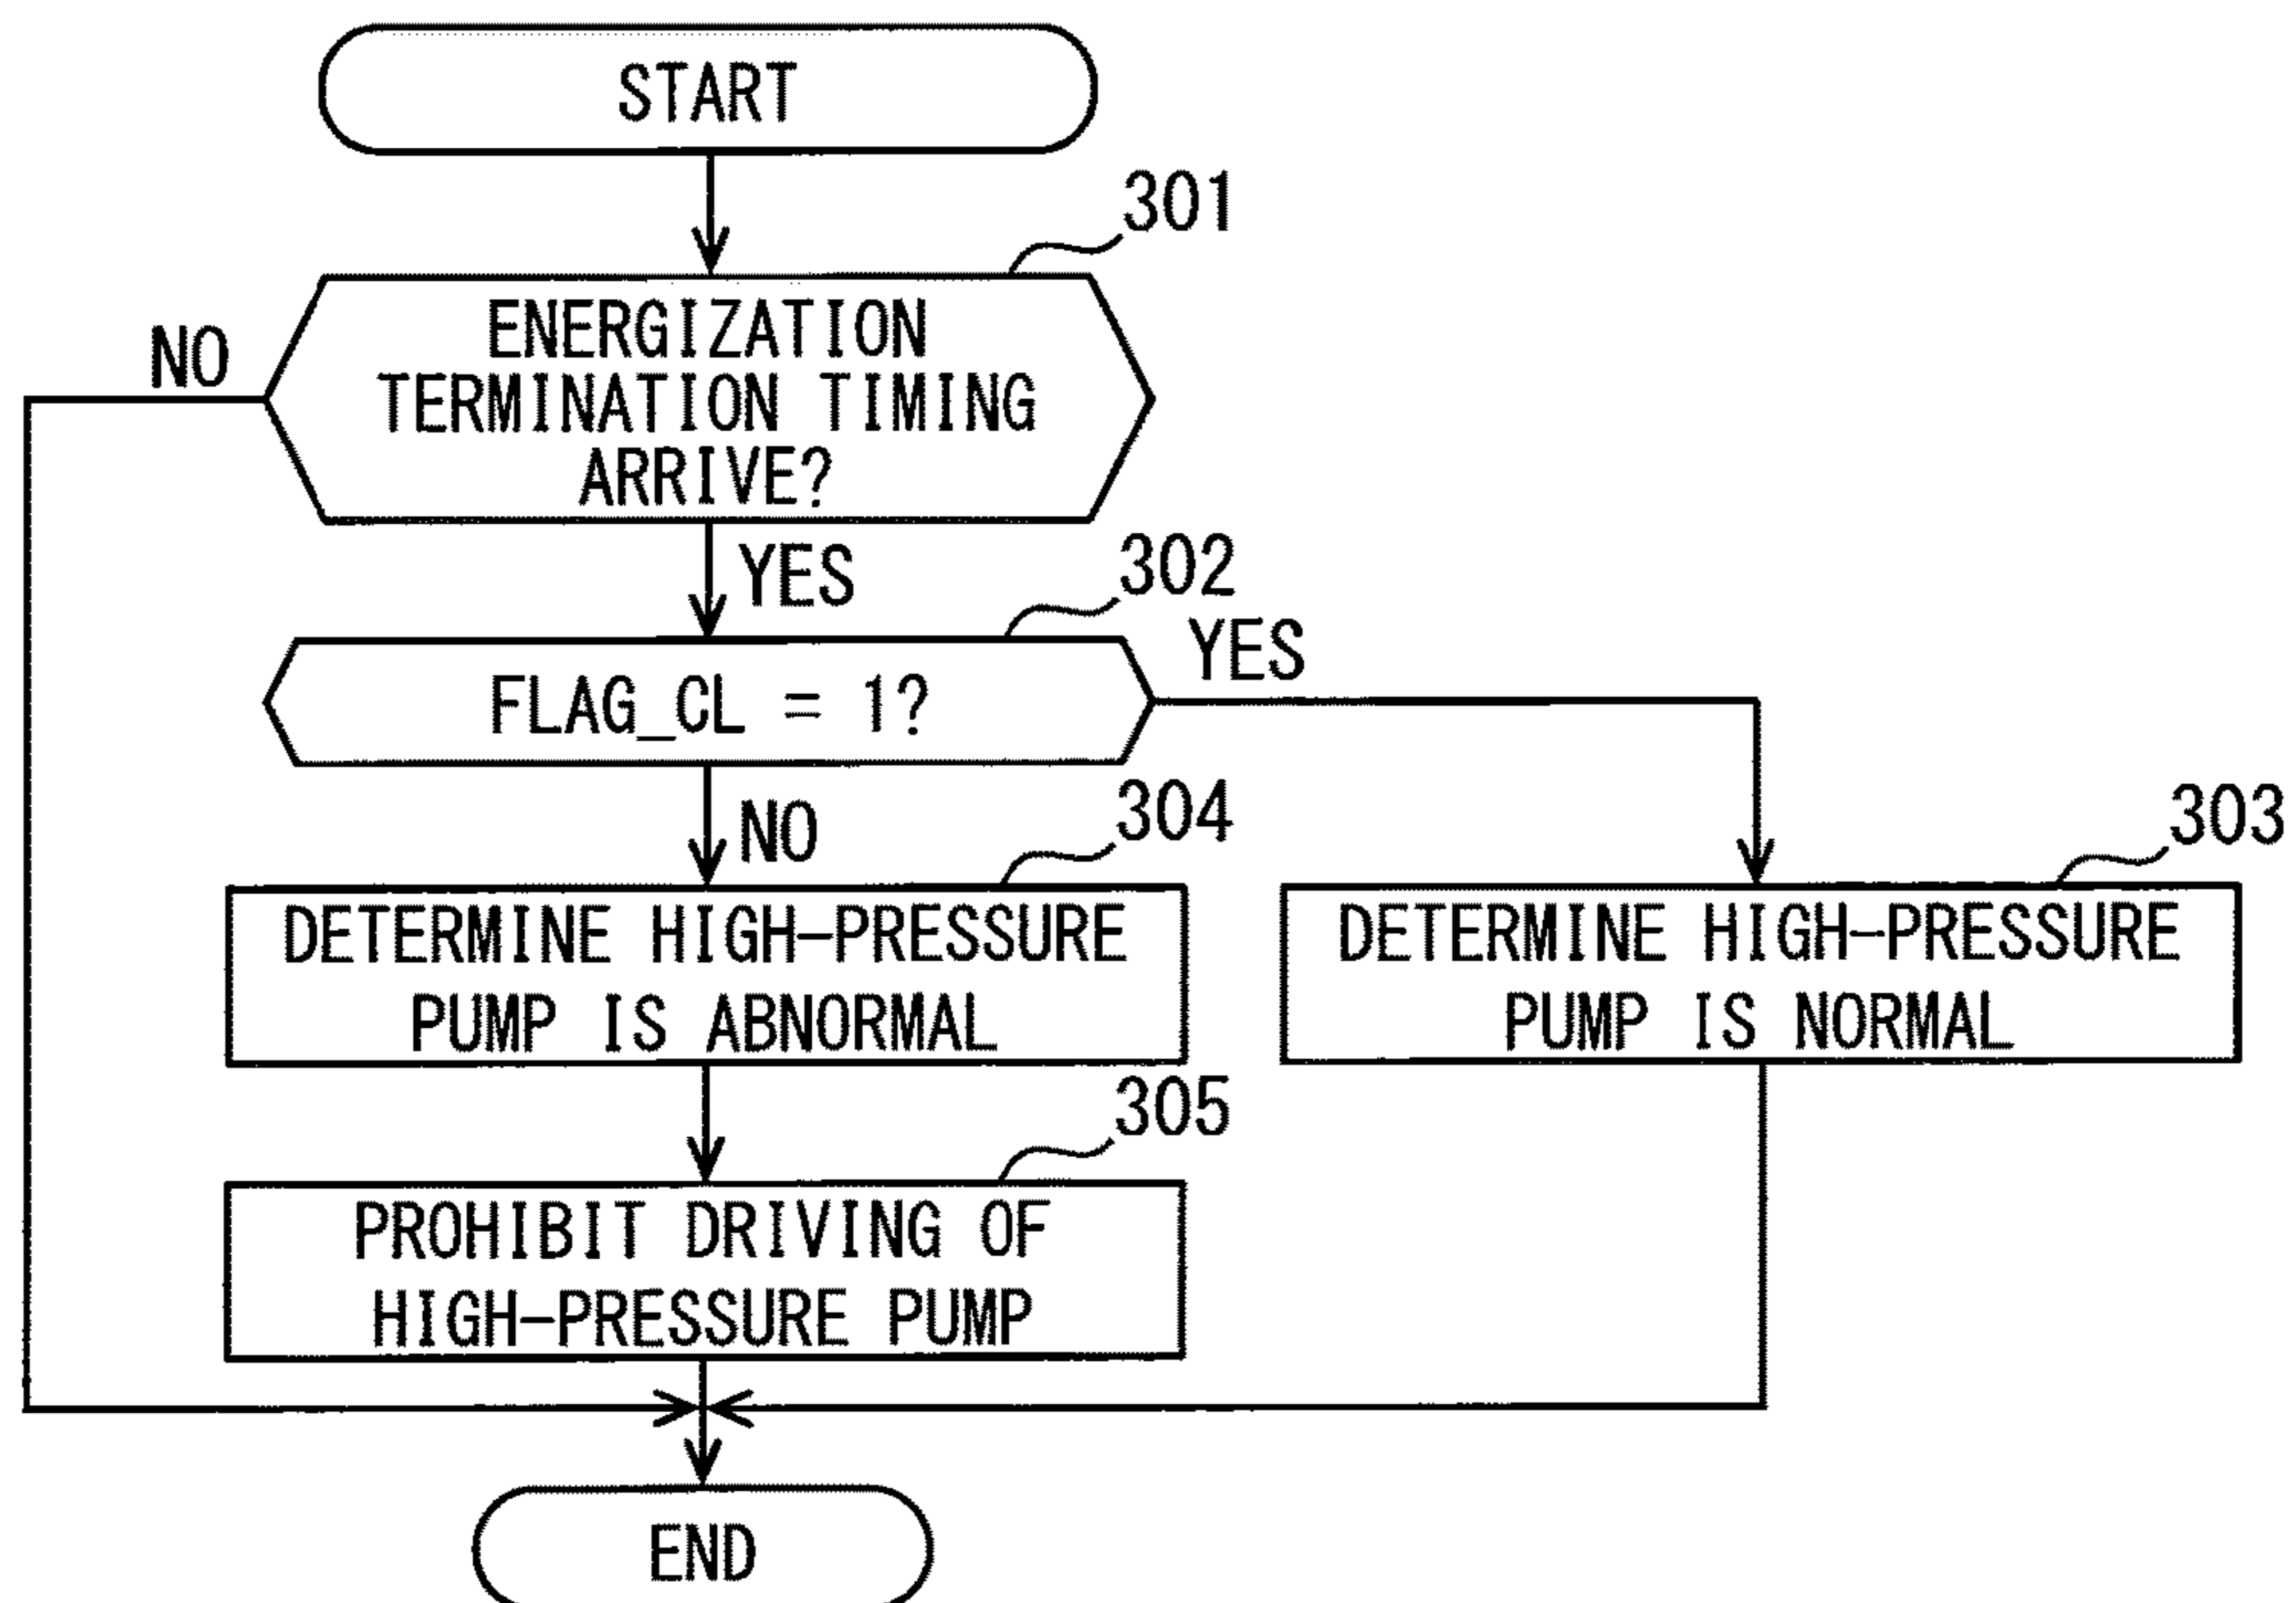 START
301
ENERGIZATION
TERMINATION TIMING
ARRIVE?
NO
YES
302
FLAG_CL = 1?
YES
NO
304
DETERMINE HIGH-PRESSURE
PUMP IS ABNORMAL
303
DETERMINE HIGH-PRESSURE
PUMP IS NORMAL
305
PROHIBIT DRIVING OF
HIGH-PRESSURE PUMP
END